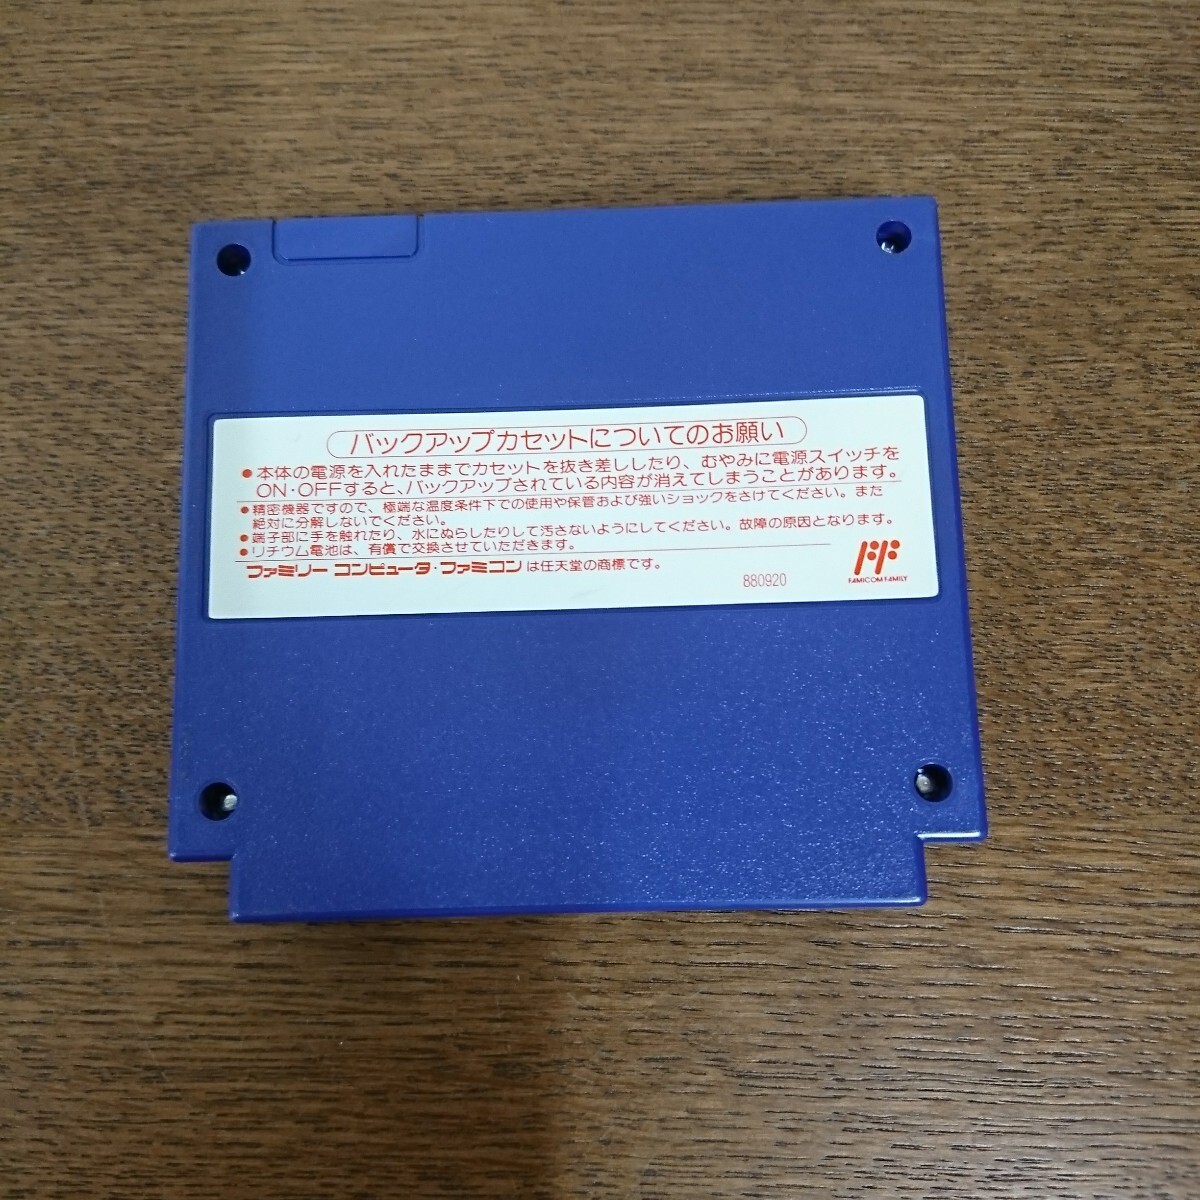 バックアップカセットについてのお願い
●本体の電源を入れたままでカセットを抜き差ししたり、むやみに電源スイッチを
ON・OFFすると、バックアップされている内容が消えてしまうことがあります。
●精密機器ですので、極端な温度条件下での使用や保管および強いショックをさけてください。また
絶対に分解しないでください。
●端子部に手を触れたり、水にぬらしたりして汚さないようにしてください。故障の原因となります。
●リチウム電池は、有償で交換させていただきます。
ファミリー コンピュータ・ファミコンは任天堂の商標です。
880920
FF
FAMICOM FAMILY